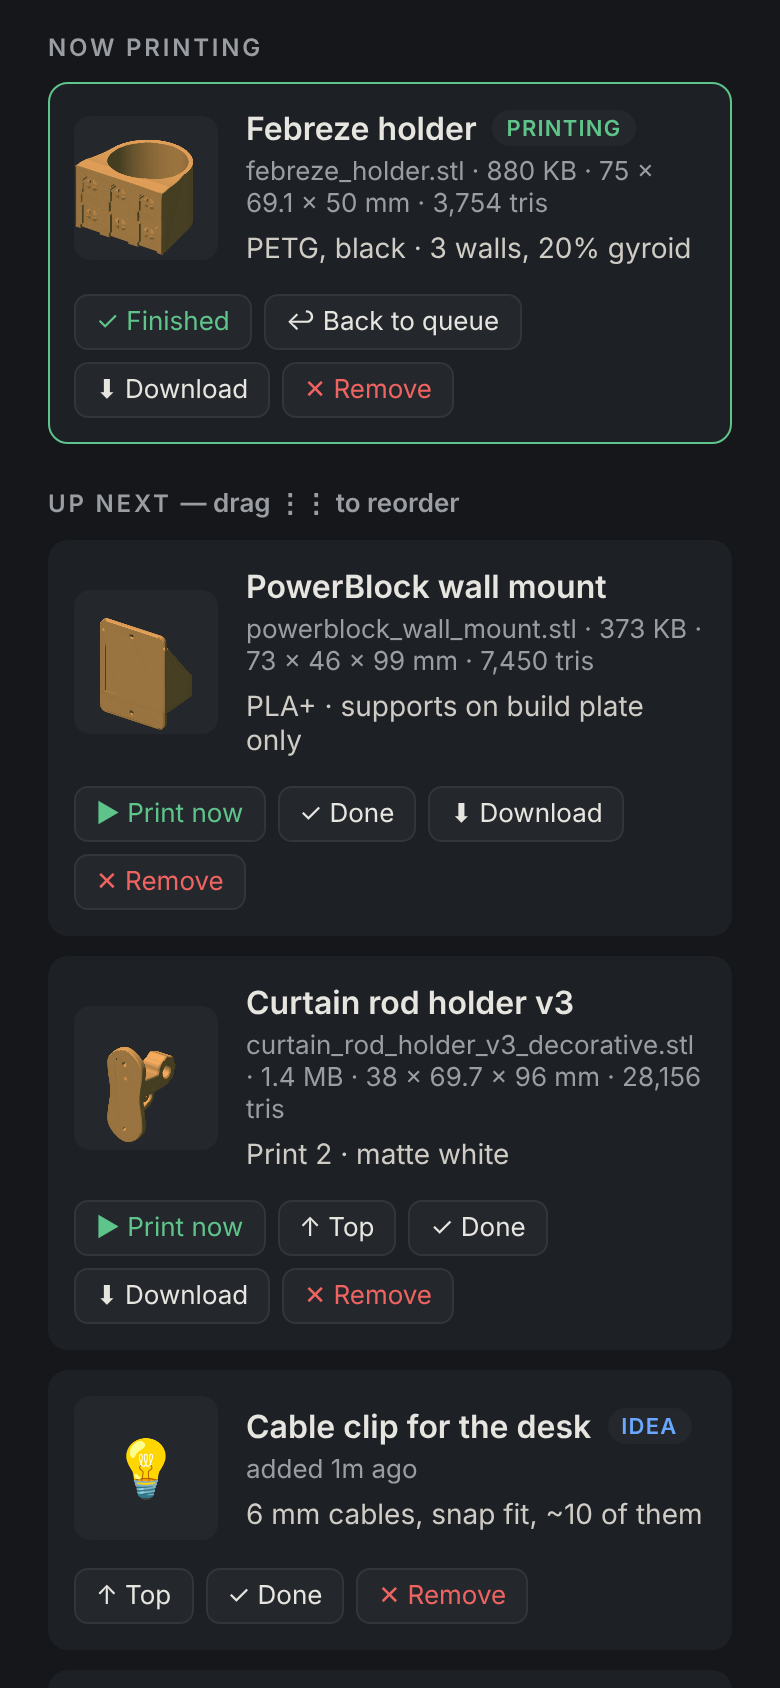 NOW PRINTING
Febreze holder PRINTING
febreze_holder.stl · 880 KB · 75 ×
69.1 × 50 mm · 3,754 tris
PETG, black · 3 walls, 20% gyroid
✓ Finished ↩ Back to queue
⬇ Download ✕ Remove
UP NEXT — drag ⋮⋮ to reorder
PowerBlock wall mount
powerblock_wall_mount.stl · 373 KB ·
73 × 46 × 99 mm · 7,450 tris
PLA+ · supports on build plate
only
▶ Print now ✓ Done ⬇ Download
✕ Remove
Curtain rod holder v3
curtain_rod_holder_v3_decorative.stl
· 1.4 MB · 38 × 69.7 × 96 mm · 28,156
tris
Print 2 · matte white
▶ Print now ↑ Top ✓ Done
⬇ Download ✕ Remove
Cable clip for the desk IDEA
added 1m ago
6 mm cables, snap fit, ~10 of them
↑ Top ✓ Done ✕ Remove